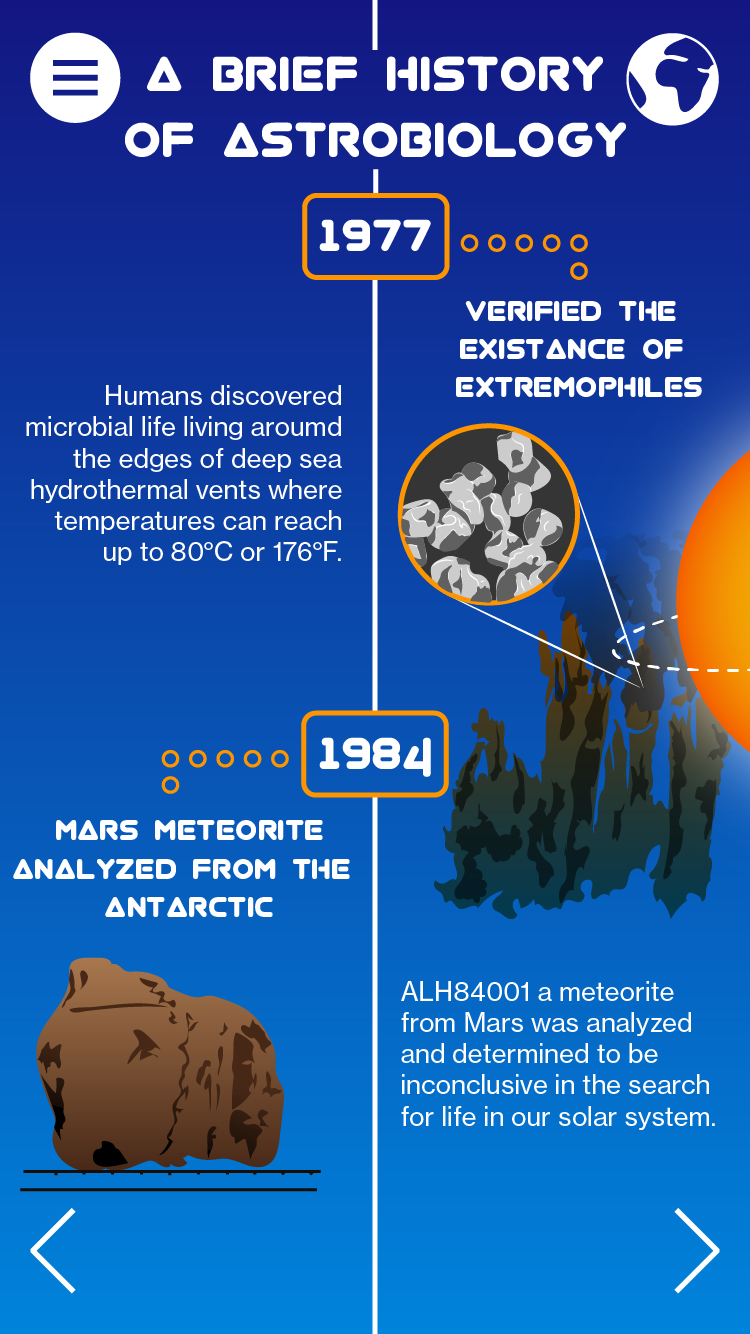 A BRIEF HISTORY
OF ASTROBIOLOGY
1977
VERIFIED THE
EXISTANCE OF
EXTREMOPHILES
Humans discovered
microbial life living aroumd
the edges of deep sea
hydrothermal vents where
temperatures can reach
up to 80ºC or 176ºF.
1984
MARS METEORITE
ANALYZED FROM THE
ANTARCTIC
ALH84001 a meteorite
from Mars was analyzed
and determined to be
inconclusive in the search
for life in our solar system.